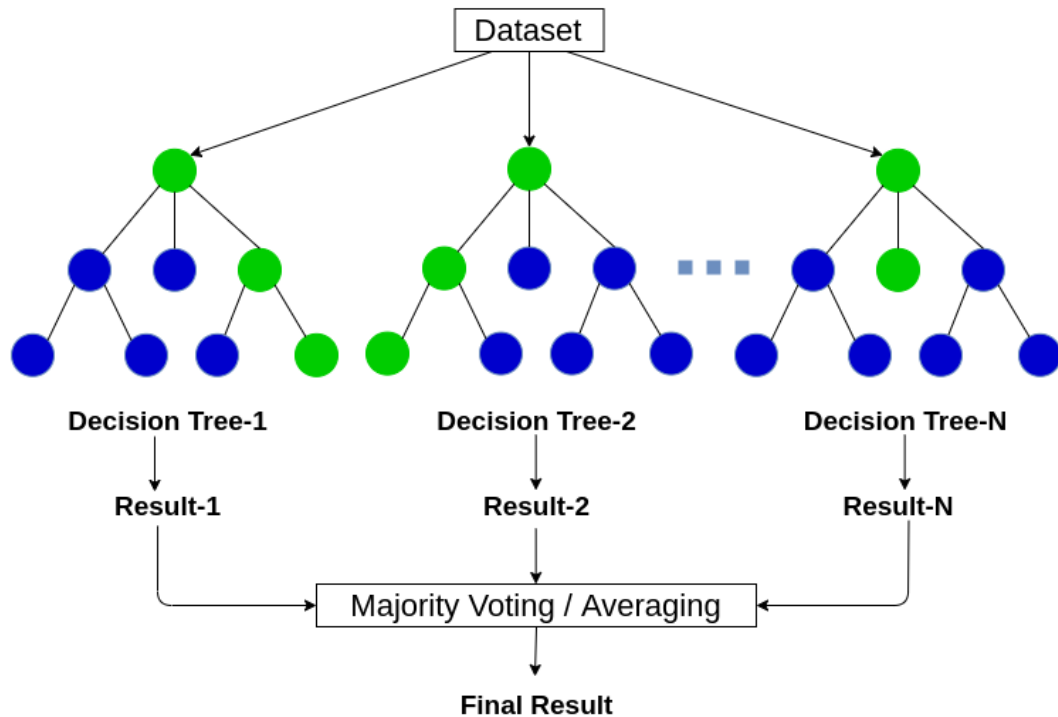 Dataset
Decision Tree-1
Decision Tree-2
Decision Tree-N
Result-1
Result-2
Result-N
Majority Voting / Averaging
Final Result